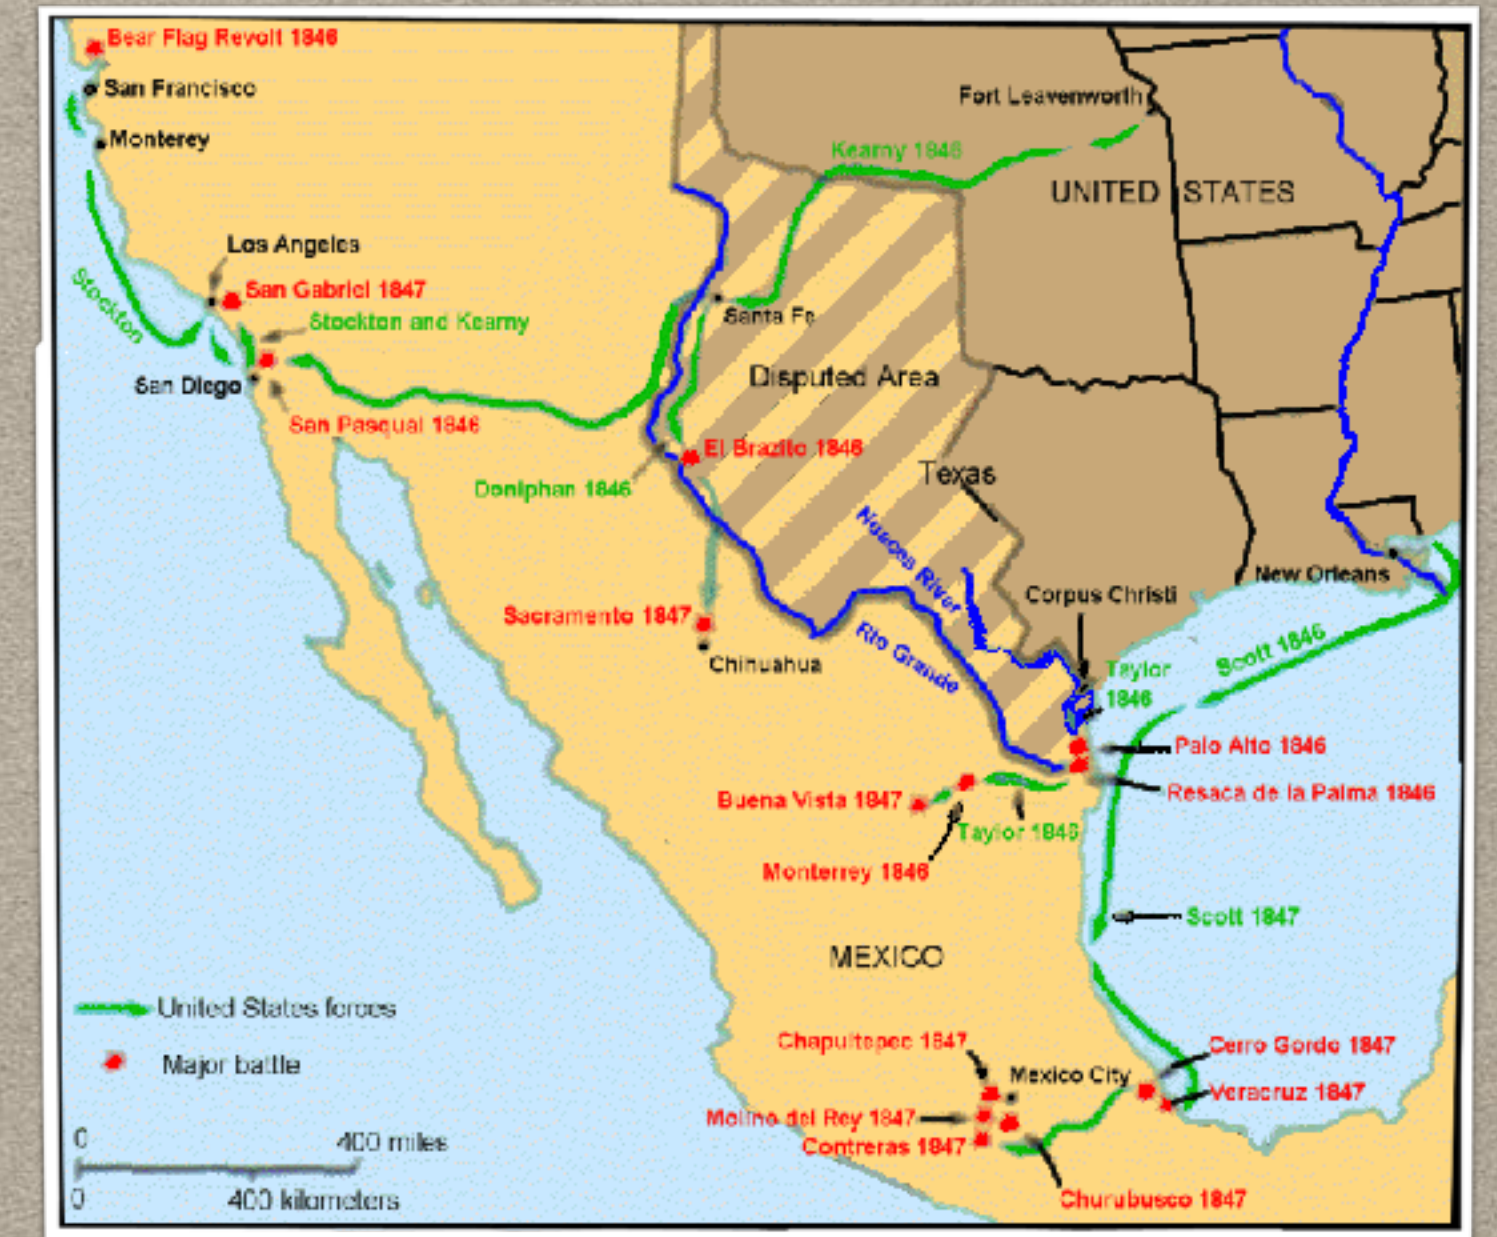 Bear Flag Revolt 1846
San Francisco
Monterey
Fort Leavenworth
Kearny 1846
UNITED STATES
Los Angeles
San Gabriel 1847
Stockton
Stockton and Kearny
Santa Fe
San Diego
Disputed Area
San Pasqual 1846
El Brazito 1846
Texas
Doniphan 1846
Nueces River
New Orleans
Corpus Christi
Sacramento 1847
Rio Grande
Scott 1846
Chihuahua
Taylor
1846
Palo Alto 1846
Resaca de la Palma 1846
Buena Vista 1847
Taylor 1846
Monterrey 1846
Scott 1847
MEXICO
United States forces
Chapultepec 1847
Cerro Gordo 1847
Major battle
Mexico City
Veracruz 1847
Molino del Rey 1847
Contreras 1847
0 400 miles
0 400 kilometers
Churubusco 1847